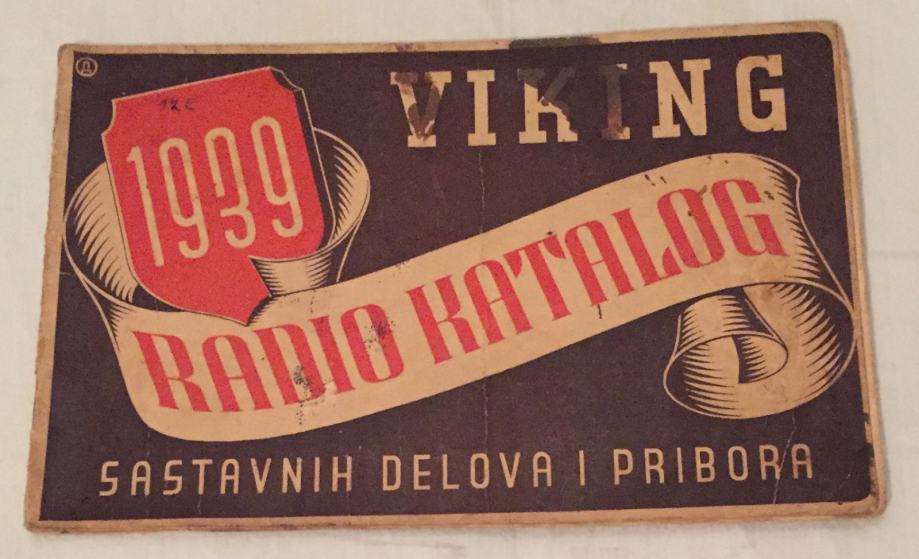 VIKING
1939
RADIO KATALOG
SASTAVNIH DELOVA I PRIBORA